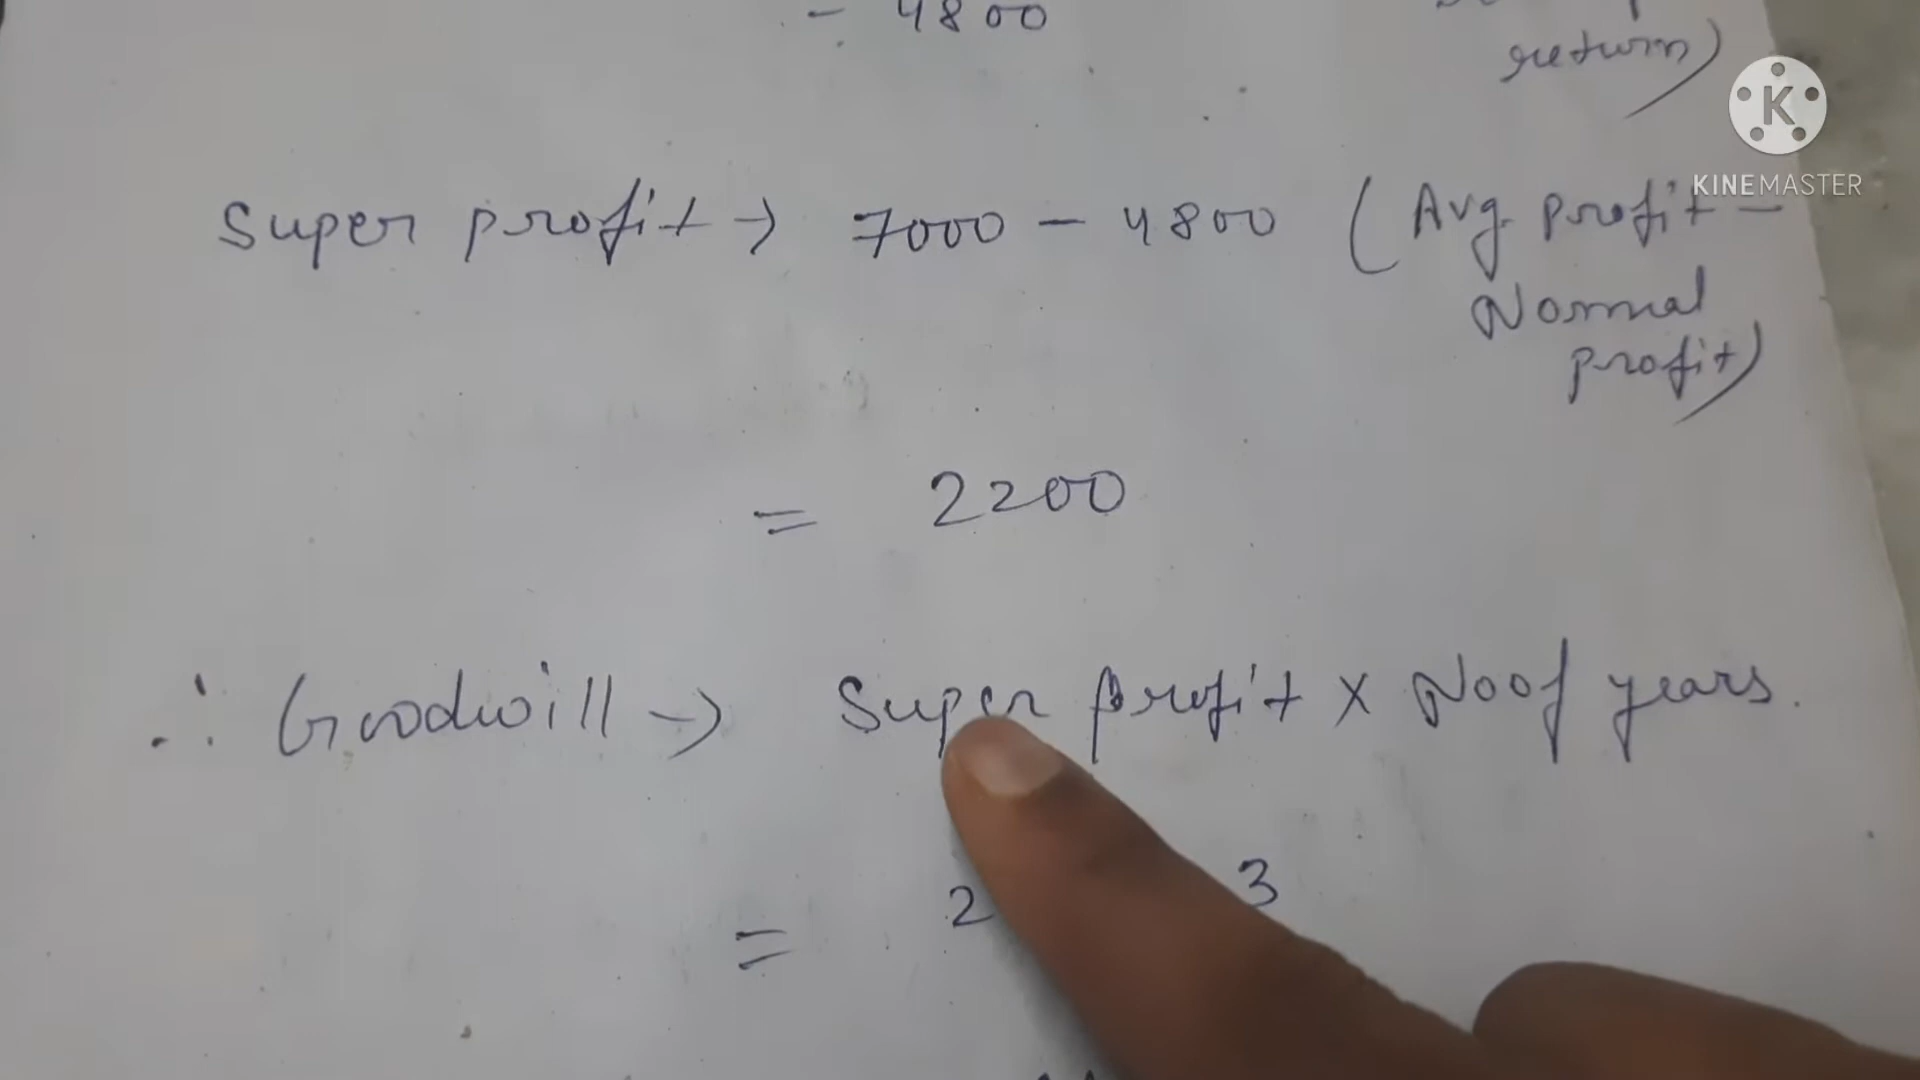 - 4800
return)
KINEMASTER
Super profit → 7000 - 4800 (Avg. profit -
Normal
profit)
= 2200
∴ Goodwill → Super profit x No of years.
= 2 3